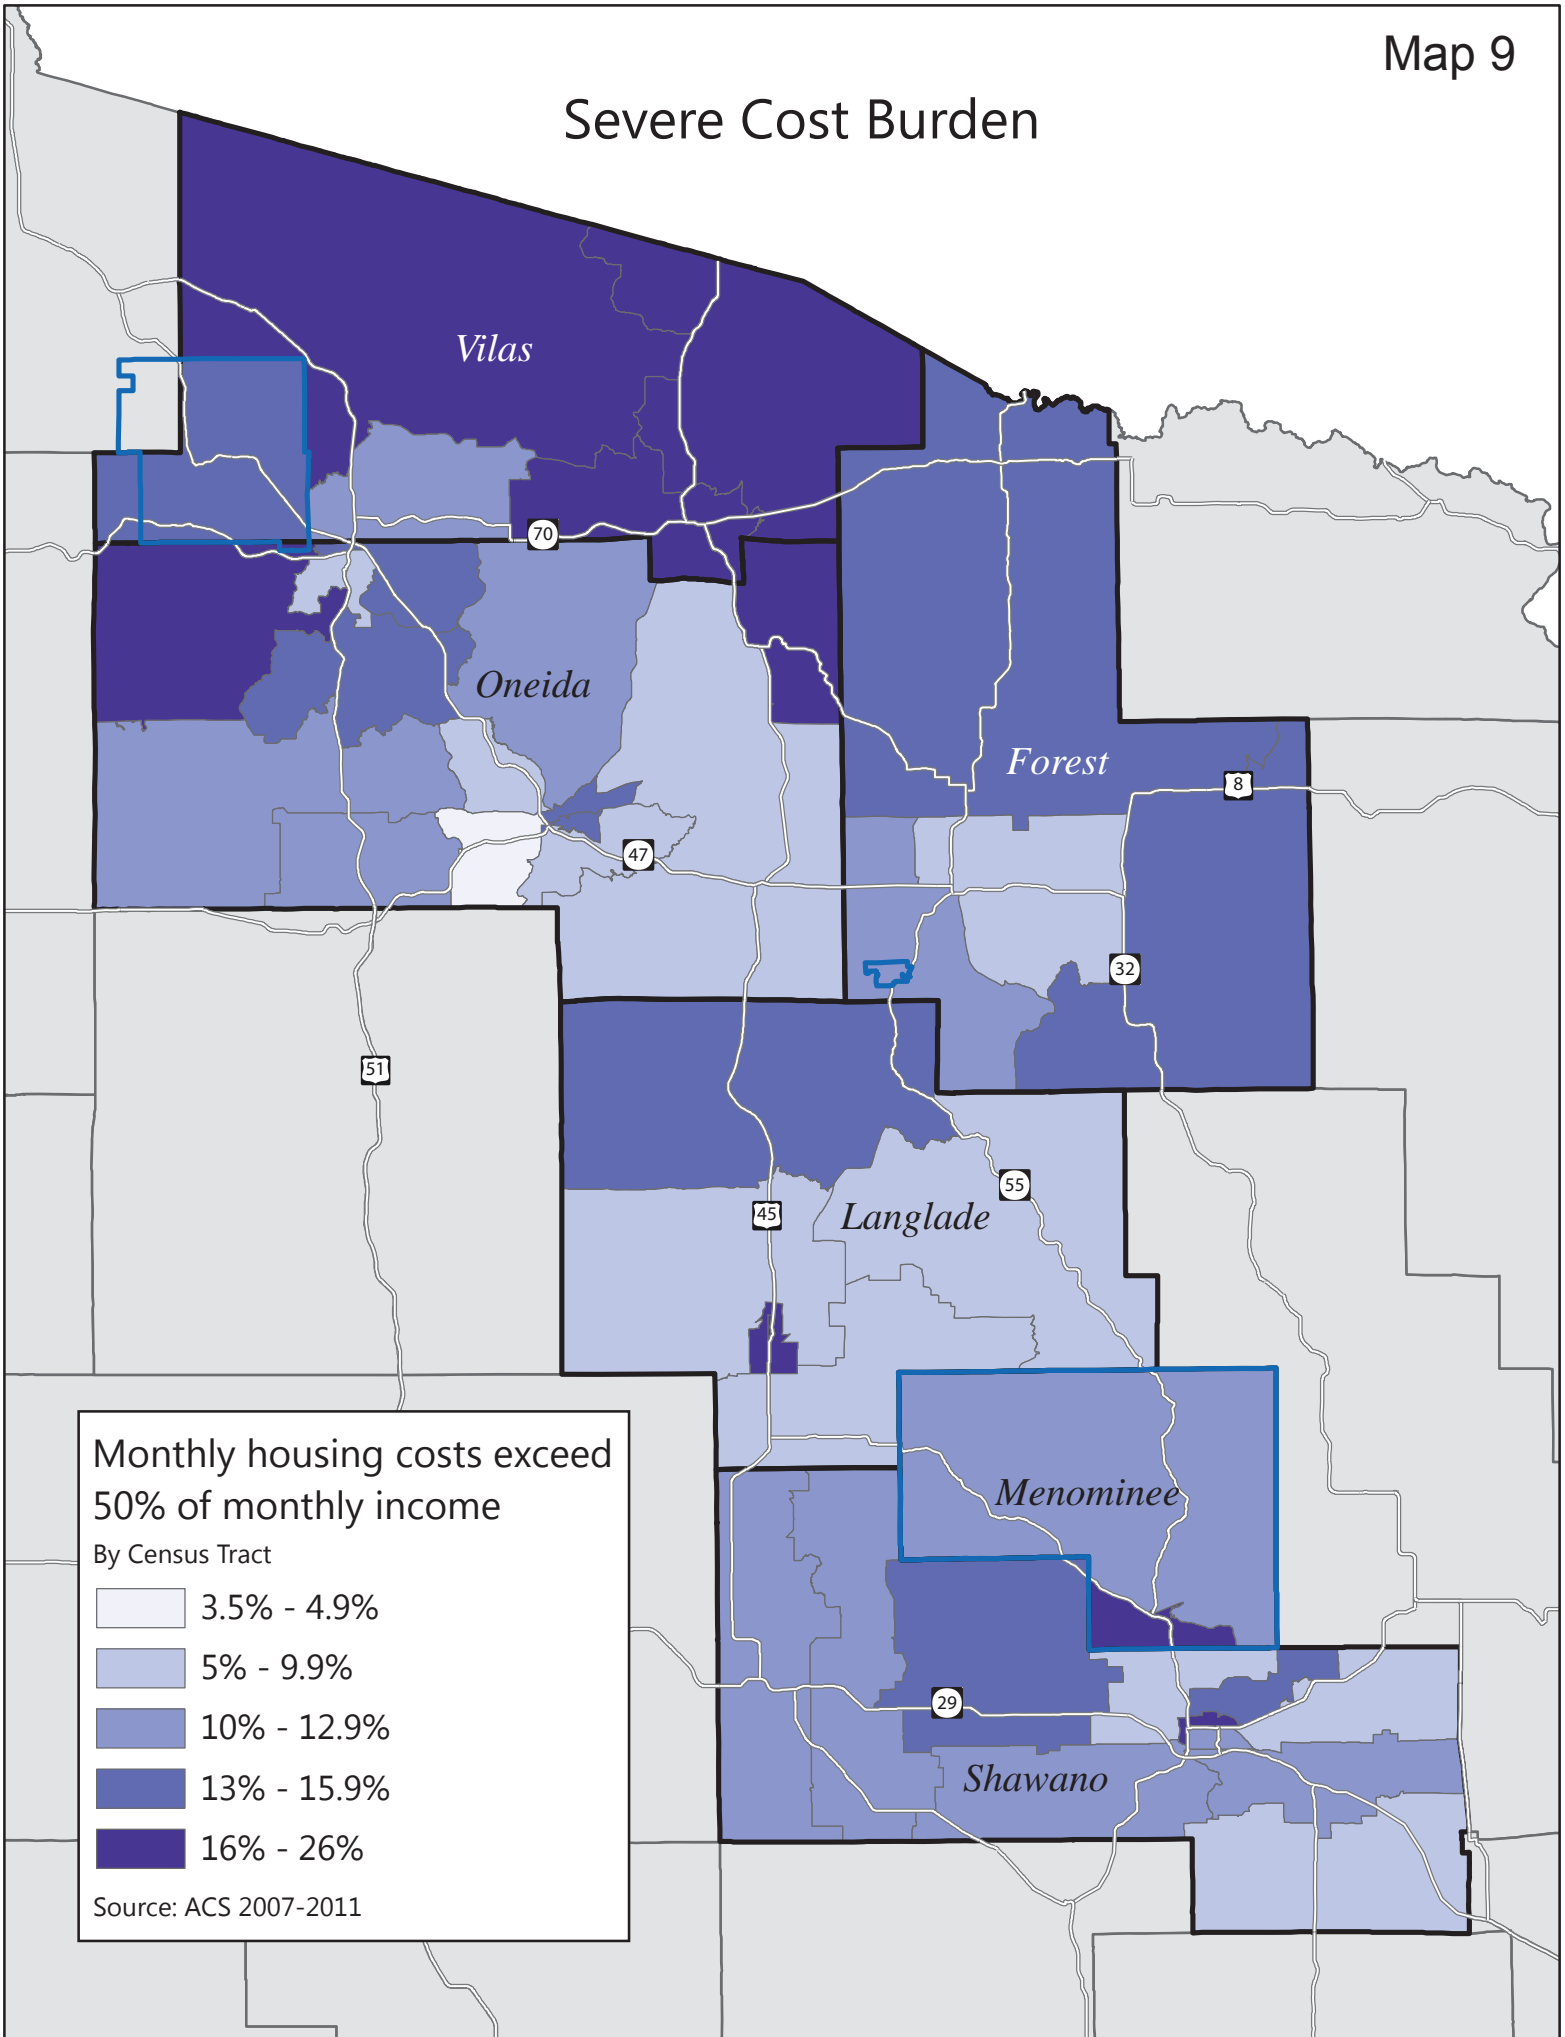 Map 9
Severe Cost Burden
Vilas
70
Oneida
Forest
8
47
32
51
55
45
Langlade
Monthly housing costs exceed
50% of monthly income
By Census Tract
3.5% - 4.9%
5% - 9.9%
10% - 12.9%
13% - 15.9%
16% - 26%
Source: ACS 2007-2011
Menominee
29
Shawano